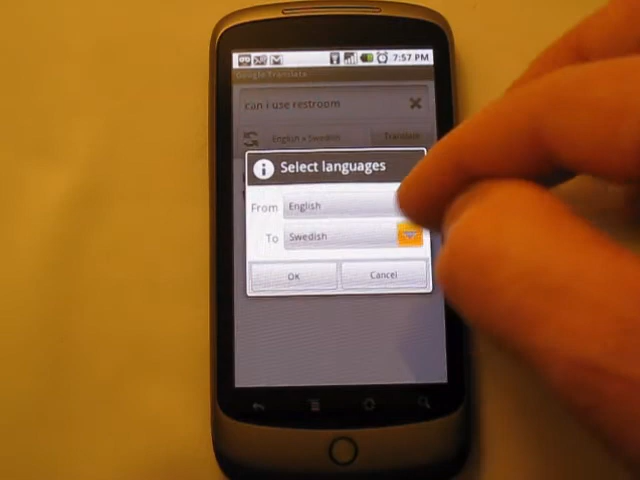 7:57 PM
Google Translate
can i use restroom
English » Swedish Translate
Select languages
From English
To Swedish
OK Cancel